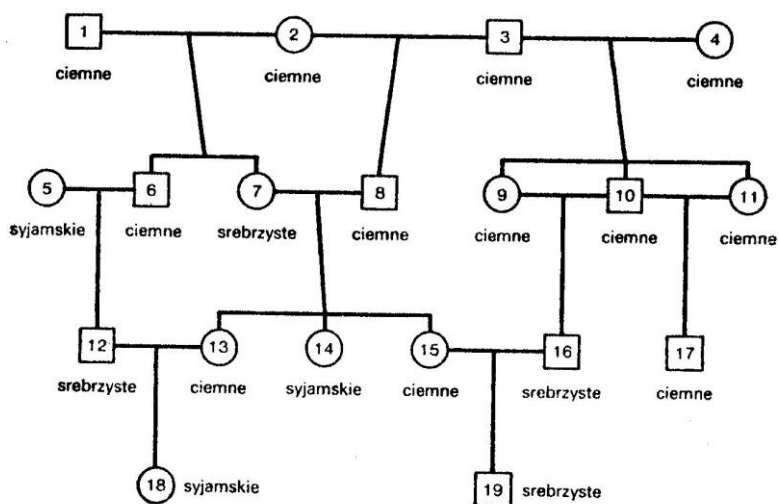 1 2 3 4
ciemne ciemne ciemne ciemne
5 6 7 8 9 10 11
syjamskie ciemne srebrzyste ciemne ciemne ciemne ciemne
12 13 14 15 16 17
srebrzyste ciemne syjamskie ciemne srebrzyste ciemne
18 syjamskie 19 srebrzyste